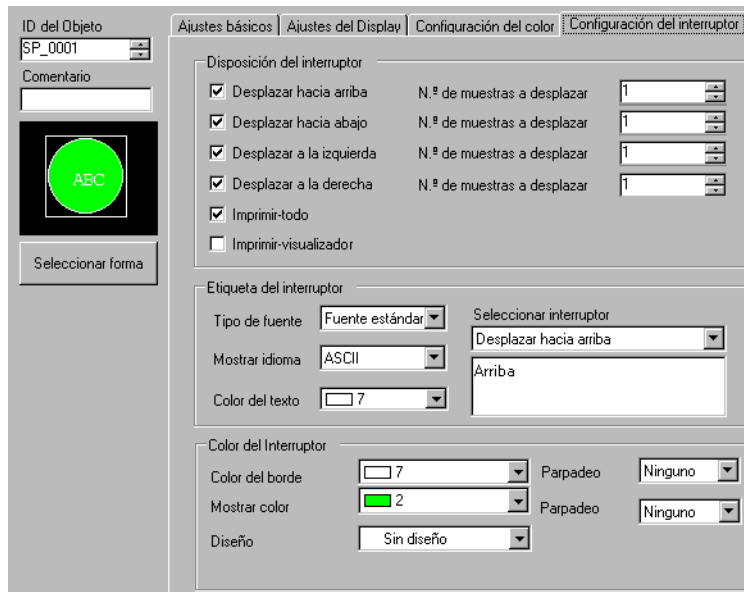 ID del Objeto
SP_0001
Comentario
ABC
Seleccionar forma
Ajustes básicos Ajustes del Display Configuración del color Configuración del interruptor
Disposición del interruptor
Desplazar hacia arriba N.º de muestras a desplazar 1
Desplazar hacia abajo N.º de muestras a desplazar 1
Desplazar a la izquierda N.º de muestras a desplazar 1
Desplazar a la derecha N.º de muestras a desplazar 1
Imprimir-todo
Imprimir-visualizador
Etiqueta del interruptor
Tipo de fuente Fuente estándar
Mostrar idioma ASCII
Color del texto 7
Seleccionar interruptor
Desplazar hacia arriba
Arriba
Color del Interruptor
Color del borde 7 Parpadeo Ninguno
Mostrar color 2 Parpadeo Ninguno
Diseño Sin diseño